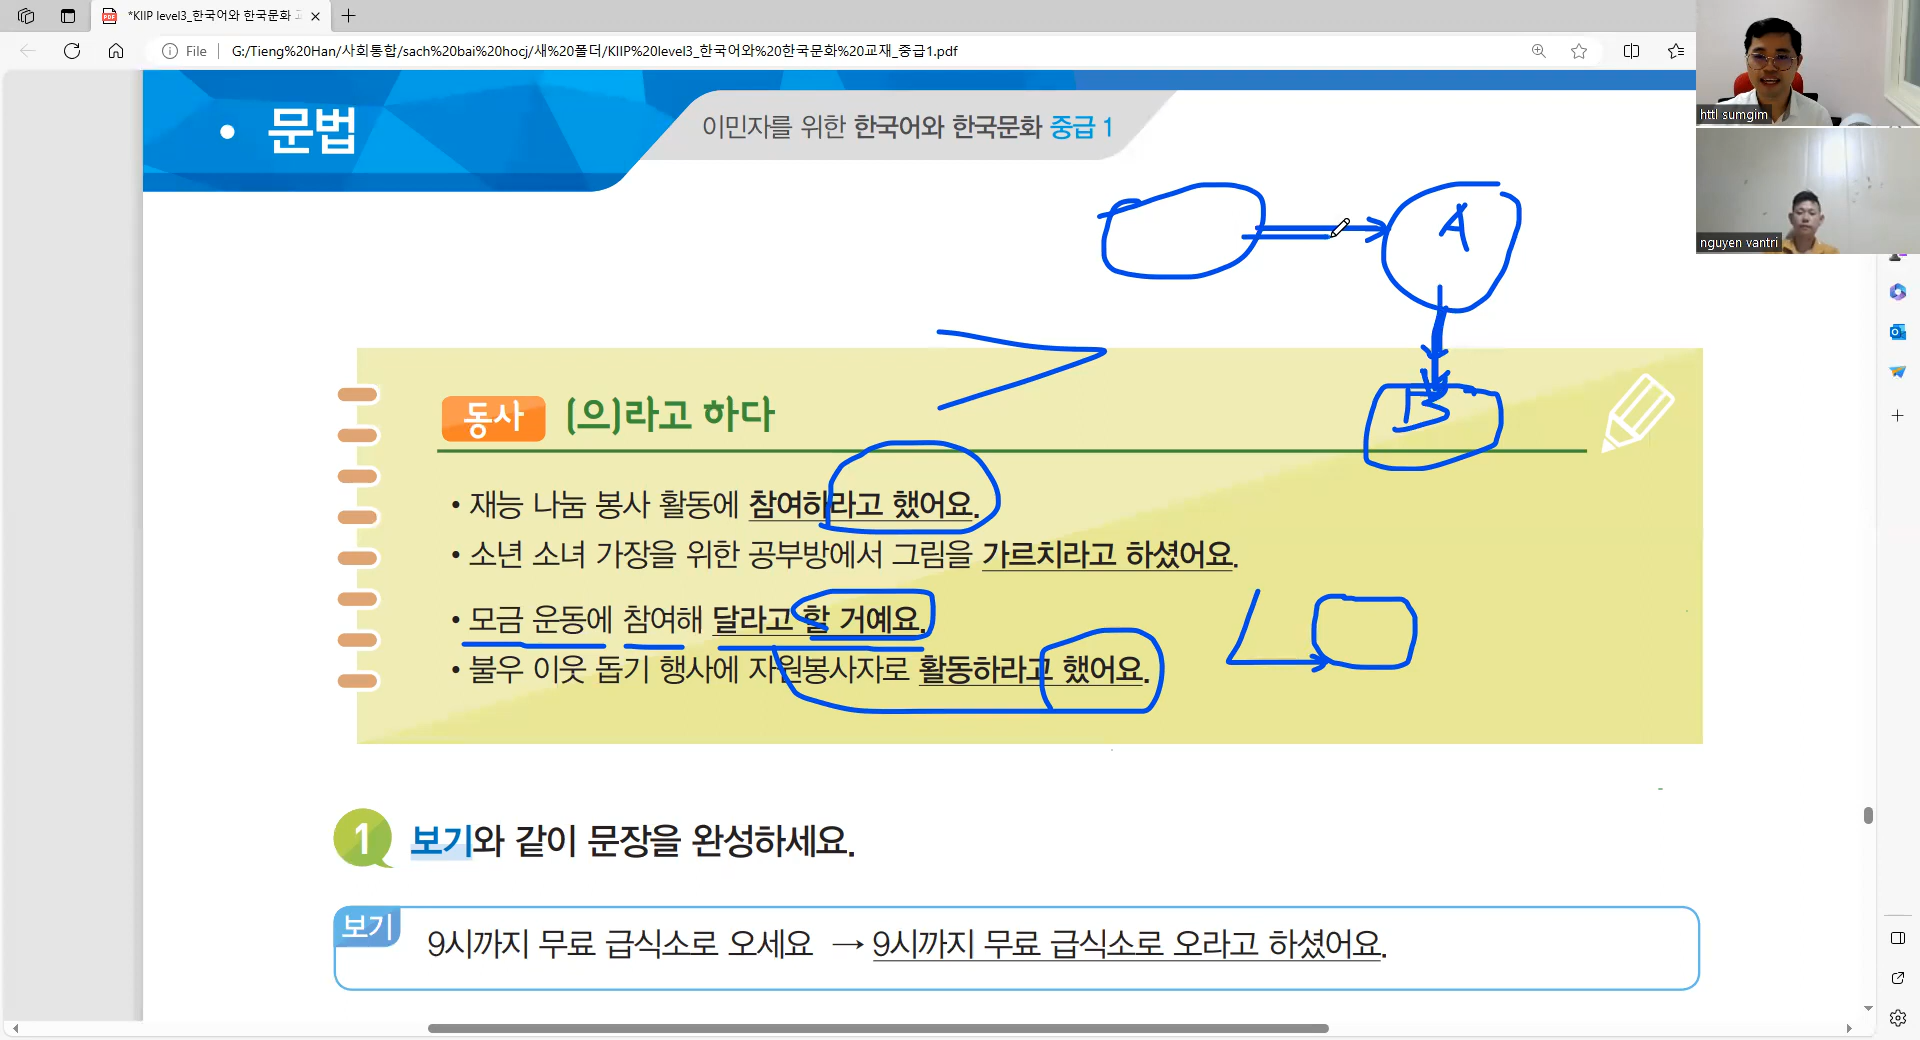 *KIIP level3_한국어와 한국문화
File
G:/Tieng%20Han/사회통합/sach%20bai%20hocj/새%20폴더/KIIP%20level3_한국어와%20한국문화%20교재_중급1.pdf
httl sumgim
nguyen vantri
• 문법
이민자를 위한 한국어와 한국문화 중급 1
A
B
동사 (으)라고 하다
• 재능 나눔 봉사 활동에 참여하라고 했어요.
• 소년 소녀 가장을 위한 공부방에서 그림을 가르치라고 하셨어요.
• 모금 운동에 참여해 달라고 할 거예요.
• 불우 이웃 돕기 행사에 자원봉사자로 활동하라고 했어요.
1 보기와 같이 문장을 완성하세요.
보기
9시까지 무료 급식소로 오세요 → 9시까지 무료 급식소로 오라고 하셨어요.